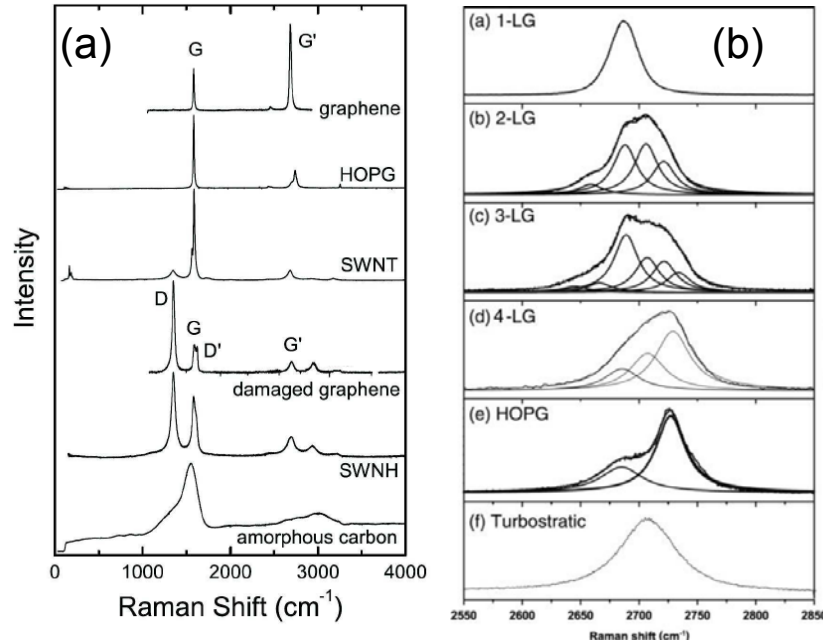 (a)
G
G'
graphene
HOPG
SWNT
D
G
D'
G'
damaged graphene
SWNH
amorphous carbon
Intensity
0 1000 2000 3000 4000
Raman Shift (cm-1)
(b)
(a) 1-LG
(b) 2-LG
(c) 3-LG
(d) 4-LG
(e) HOPG
(f) Turbostratic
2550 2600 2650 2700 2750 2800 2850
Raman shift (cm-1)